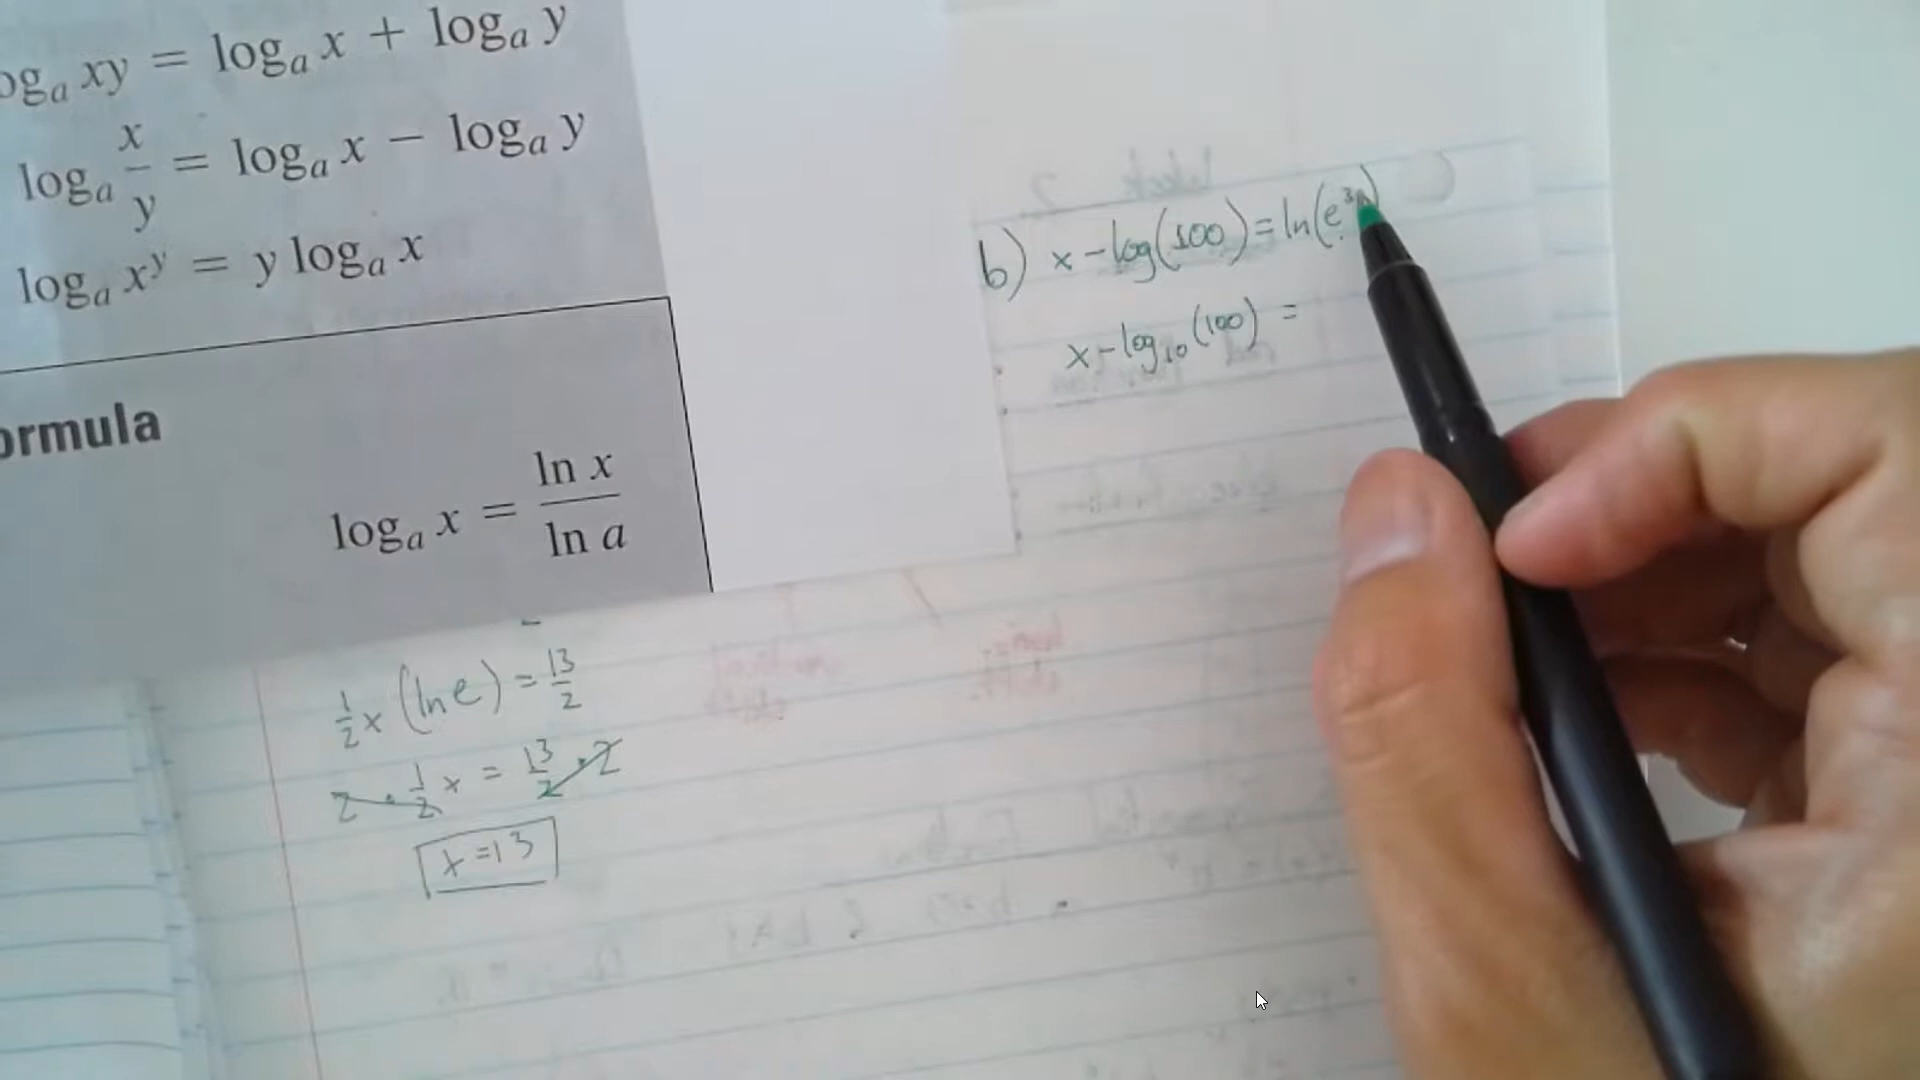 log_a xy = log_a x + log_a y
log_a x/y = log_a x − log_a y
log_a x^y = y log_a x
ormula
log_a x = ln x / ln a
b) x - log(100) = ln(e^3
x - log_10 (100) =
1/2 x (ln e) = 13/2
2 · 1/2 x = 13/2 · 2
x = 13